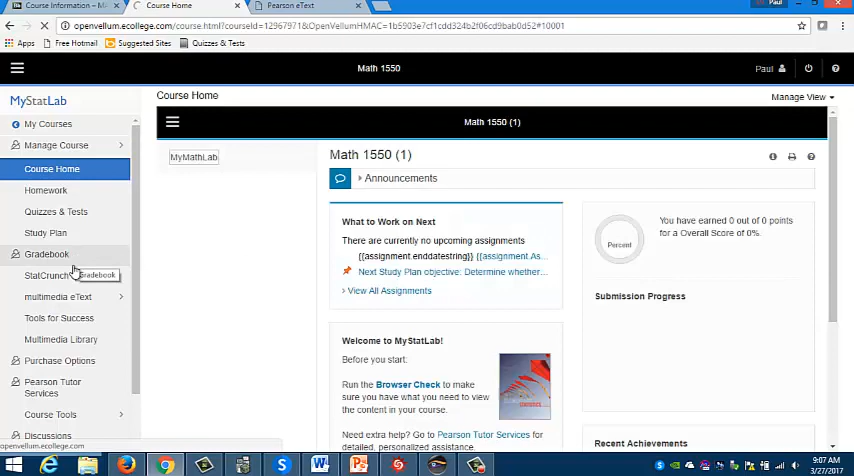 Course Information – M
Course Home
Pearson eText
Paul
openvellum.ecollege.com/course.html?courseId=12967971&OpenVellumHMAC=1b5903e7cf1cdd324b2f6cd9bab0d52#10001
Apps
Free Hotmail
Suggested Sites
Quizzes & Tests
Math 1550
Paul
MyStatLab
My Courses
Manage Course
Course Home
Homework
Quizzes & Tests
Study Plan
Gradebook
StatCrunch
Gradebook
multimedia eText
Tools for Success
Multimedia Library
Purchase Options
Pearson Tutor
Services
Course Tools
Discussions
openvellum.ecollege.com
Course Home
Manage View
Math 1550 (1)
MyMathLab
Math 1550 (1)
Announcements
What to Work on Next
There are currently no upcoming assignments
{{assignment.enddatestring}} {{assignment.As...
Next Study Plan objective: Determine whether...
View All Assignments
You have earned 0 out of 0 points
for a Overall Score of 0%.
Percent
Submission Progress
Welcome to MyStatLab!
Before you start:
Run the Browser Check to make
sure you have what you need to view
the content in your course.
Need extra help? Go to Pearson Tutor Services for
detailed, personalized assistance
Recent Achievements
9:07 AM
3/27/2017